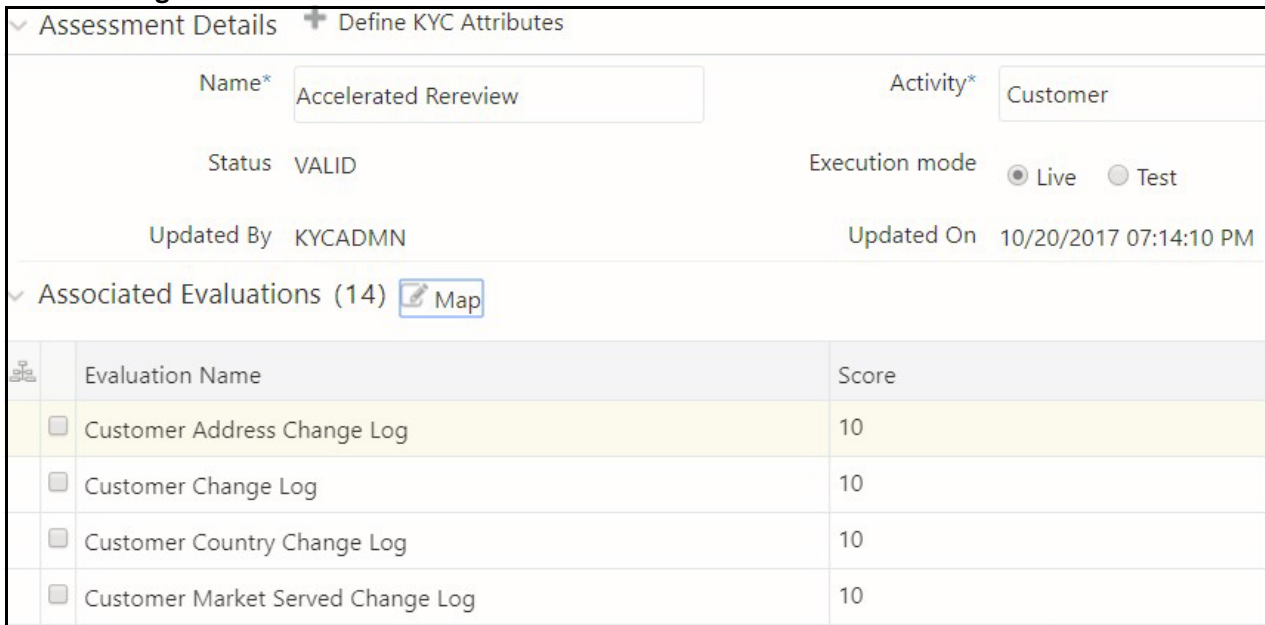 Assessment Details Define KYC Attributes
Name* Accelerated Rereview Activity* Customer
Status VALID Execution mode Live Test
Updated By KYCADMN Updated On 10/20/2017 07:14:10 PM
Associated Evaluations (14) Map
Evaluation Name Score
Customer Address Change Log 10
Customer Change Log 10
Customer Country Change Log 10
Customer Market Served Change Log 10